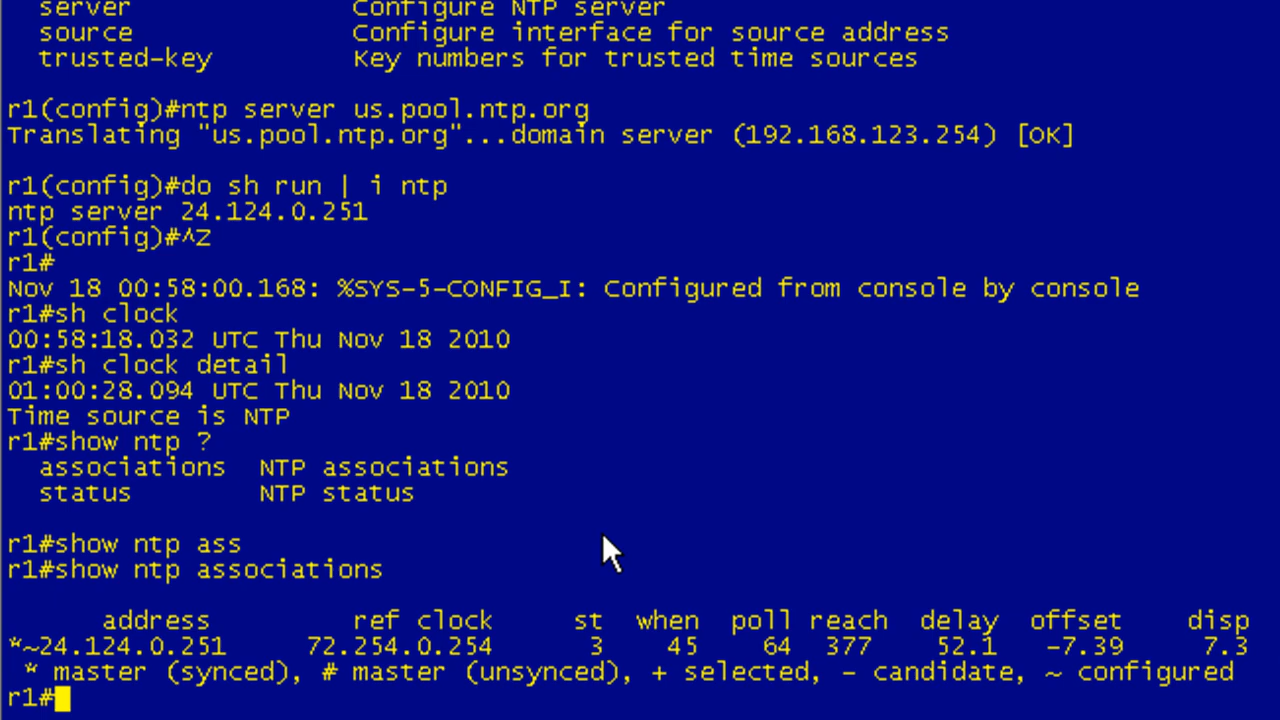 server Configure NTP server
source Configure interface for source address
trusted-key Key numbers for trusted time sources
r1(config)#ntp server us.pool.ntp.org
Translating "us.pool.ntp.org"...domain server (192.168.123.254) [OK]
r1(config)#do sh run | i ntp
ntp server 24.124.0.251
r1(config)#^Z
r1#
Nov 18 00:58:00.168: %SYS-5-CONFIG_I: Configured from console by console
r1#sh clock
00:58:18.032 UTC Thu Nov 18 2010
r1#sh clock detail
01:00:28.094 UTC Thu Nov 18 2010
Time source is NTP
r1#show ntp ?
associations NTP associations
status NTP status
r1#show ntp ass
r1#show ntp associations
address ref clock st when poll reach delay offset disp
*~24.124.0.251 72.254.0.254 3 45 64 377 52.1 -7.39 7.3
* master (synced), # master (unsynced), + selected, - candidate, ~ configured
r1#